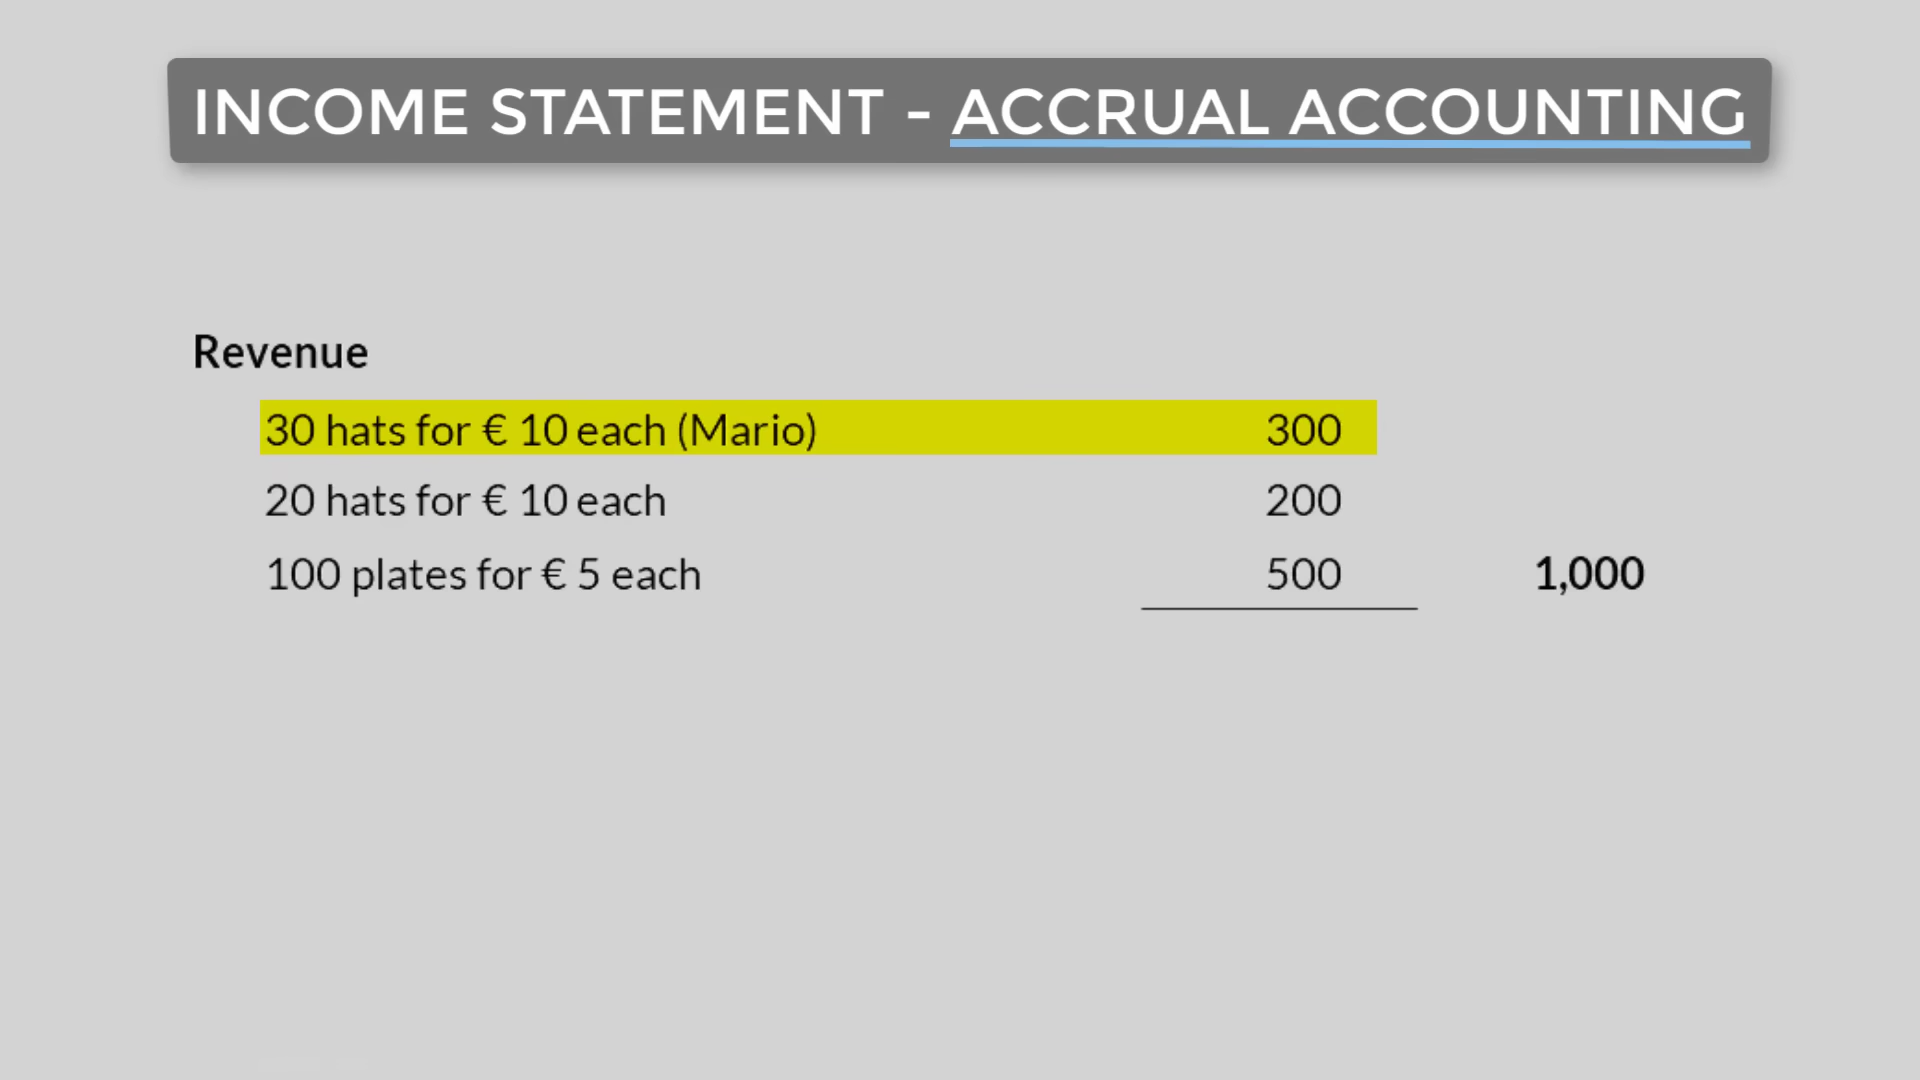 INCOME STATEMENT - ACCRUAL ACCOUNTING
Revenue
30 hats for € 10 each (Mario) 300
20 hats for € 10 each 200
100 plates for € 5 each 500 1,000